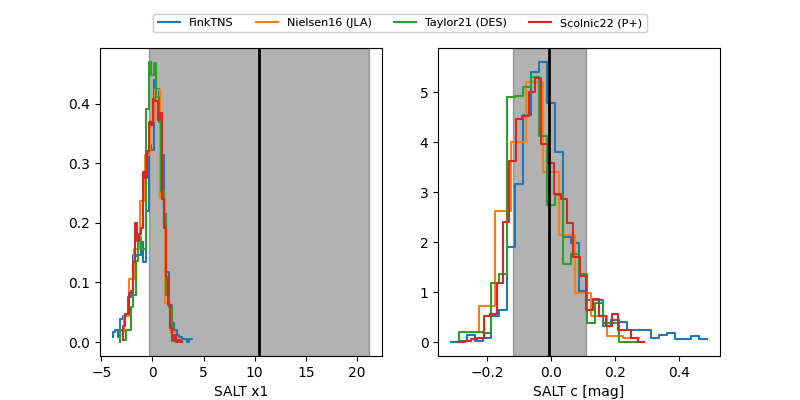 FinkTNS Nielsen16 (JLA) Taylor21 (DES) Scolnic22 (P+)
0.4
0.3
0.2
0.1
0.0
−5 0 5 10 15 20
SALT x1
5
4
3
2
1
0
−0.2 0.0 0.2 0.4
SALT c [mag]